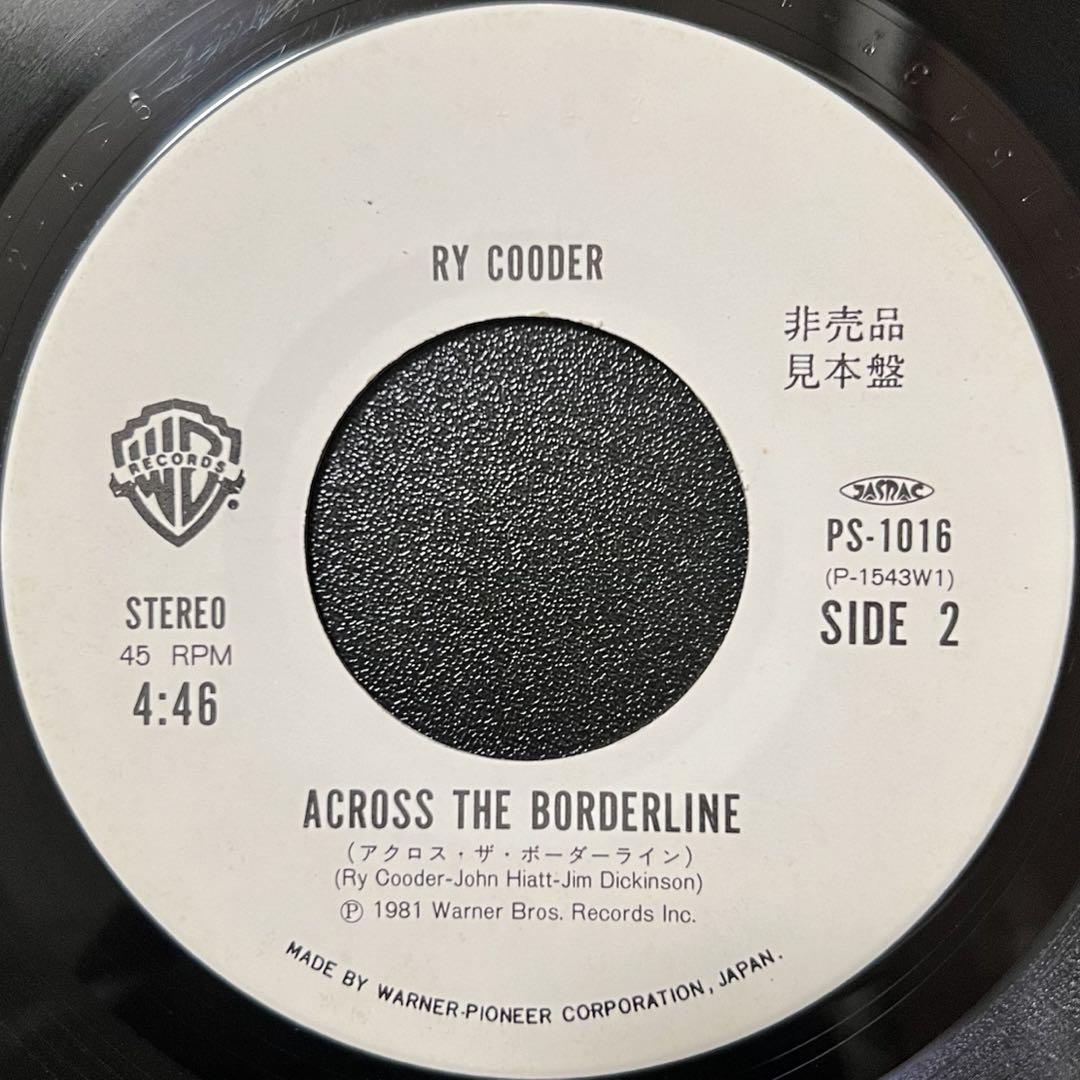 RY COODER
非売品
見本盤
WB
RECORDS
JASRAC
PS-1016
(P-1543W1)
SIDE 2
STEREO
45 RPM
4:46
ACROSS THE BORDERLINE
(アクロス・ザ・ボーダーライン)
(Ry Cooder-John Hiatt-Jim Dickinson)
Ⓟ 1981 Warner Bros. Records Inc.
MADE BY WARNER-PIONEER CORPORATION, JAPAN.